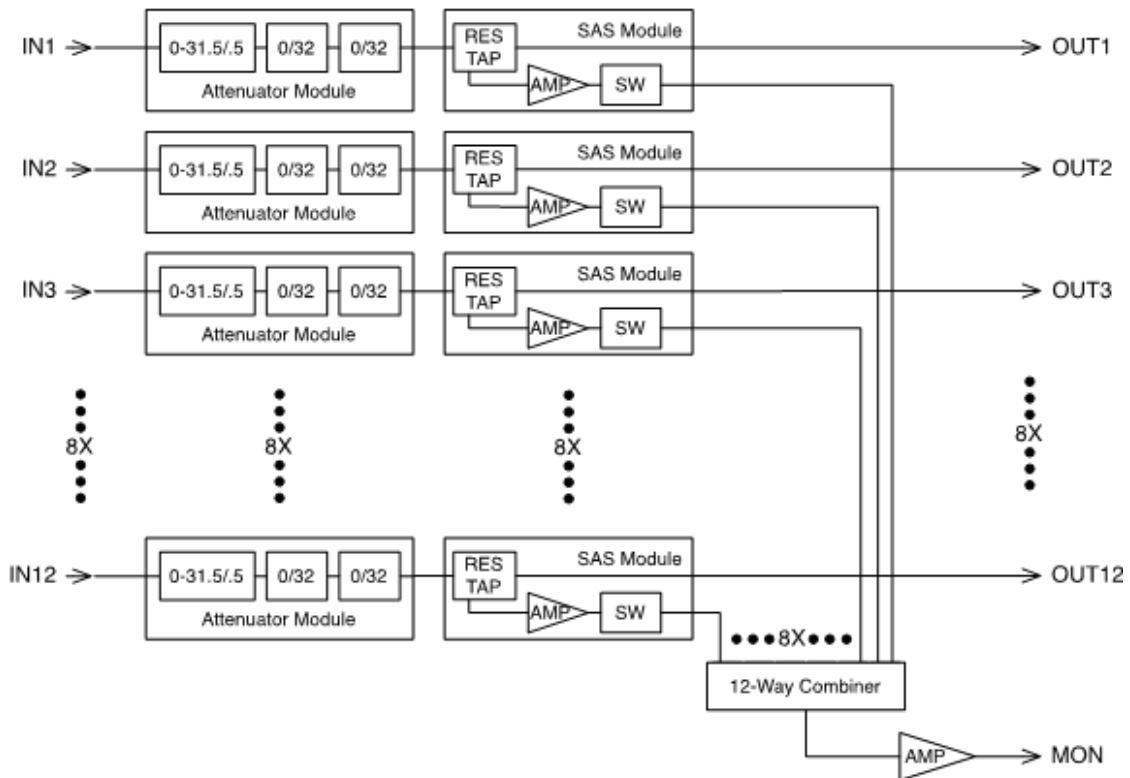 IN1
0-31.5/.5
0/32
0/32
Attenuator Module
RES
TAP
SAS Module
AMP
SW
OUT1
IN2
0-31.5/.5
0/32
0/32
Attenuator Module
RES
TAP
SAS Module
AMP
SW
OUT2
IN3
0-31.5/.5
0/32
0/32
Attenuator Module
RES
TAP
SAS Module
AMP
SW
OUT3
8X
8X
8X
8X
IN12
0-31.5/.5
0/32
0/32
Attenuator Module
RES
TAP
SAS Module
AMP
SW
OUT12
8X
12-Way Combiner
AMP
MON